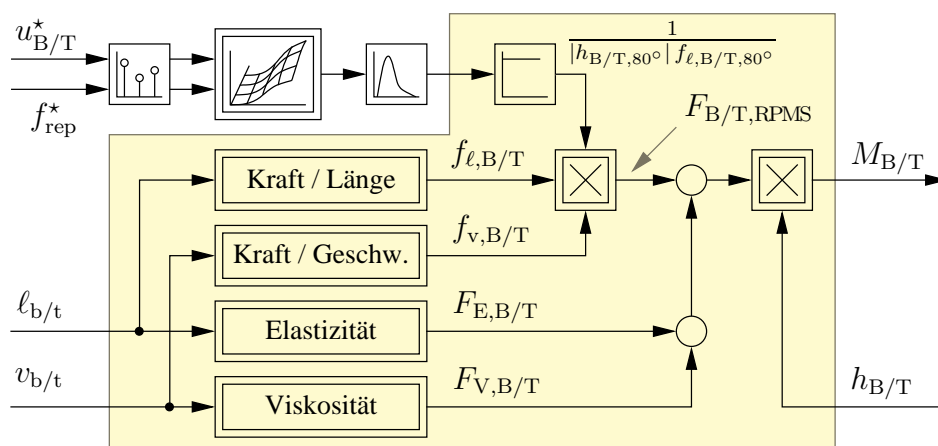 u*B/T
f*rep
1
|hB/T,80°| fℓ,B/T,80°
FB/T,RPMS
Kraft / Länge
fℓ,B/T
MB/T
Kraft / Geschw.
fv,B/T
ℓb/t
Elastizität
FE,B/T
vb/t
Viskosität
FV,B/T
hB/T